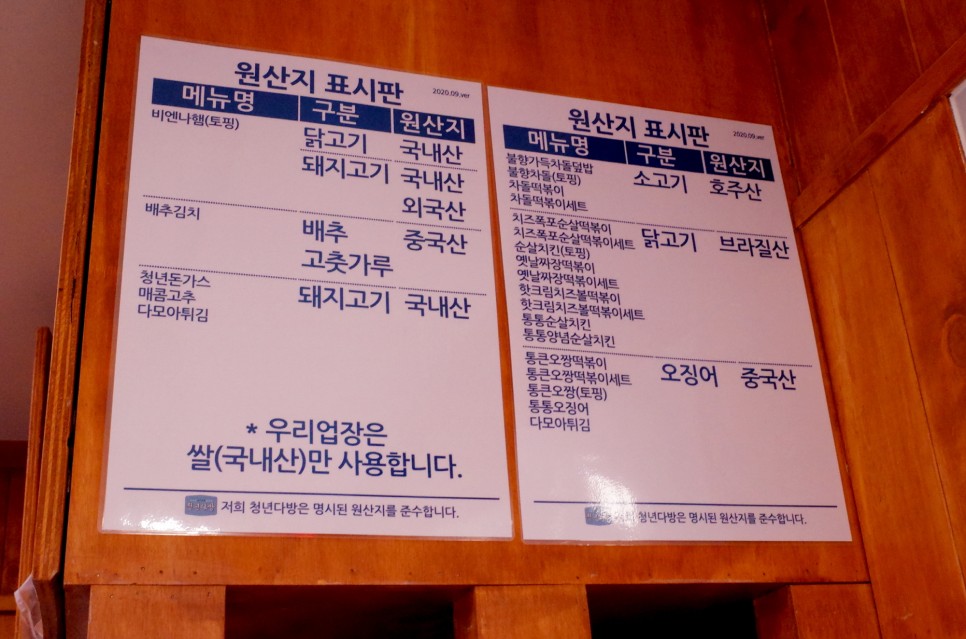 원산지 표시판
2020.09.ver
메뉴명 구분 원산지
비엔나햄(토핑) 닭고기 국내산
돼지고기 국내산
외국산
배추김치 배추 중국산
고춧가루
청년돈가스 돼지고기 국내산
매콤고추
다모아튀김
* 우리업장은
쌀(국내산)만 사용합니다.
청년다방 저희 청년다방은 명시된 원산지를 준수합니다.
원산지 표시판
2020.09.ver
메뉴명 구분 원산지
불향가득차돌덮밥 소고기 호주산
불향차돌(토핑)
차돌떡볶이
차돌떡볶이세트
치즈폭포순살떡볶이 닭고기 브라질산
치즈폭포순살떡볶이세트
순살치킨(토핑)
옛날짜장떡볶이
옛날짜장떡볶이세트
핫크림치즈볼떡볶이
핫크림치즈볼떡볶이세트
통통순살치킨
통통양념순살치킨
통큰오짱떡볶이 오징어 중국산
통큰오짱떡볶이세트
통큰오짱(토핑)
통통오징어
다모아튀김
청년다방은 명시된 원산지를 준수합니다.